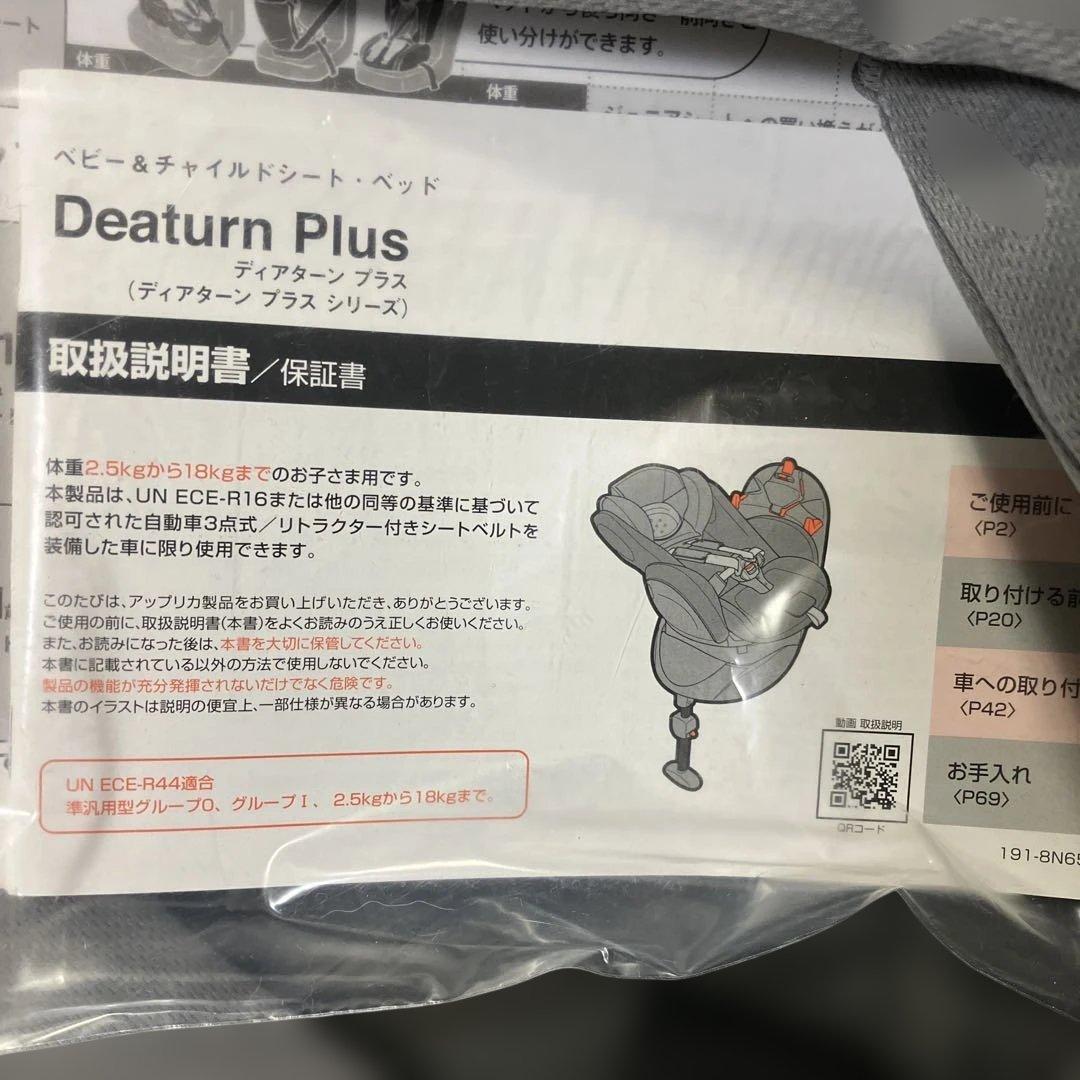 ート
体重
使い分けができます。
体重
ベビー＆チャイルドシート・ベッド
Deaturn Plus
ディアターン プラス
（ディアターン プラス シリーズ）
取扱説明書／保証書
体重2.5kgから18kgまでのお子さま用です。
本製品は、UN ECE-R16または他の同等の基準に基づいて
認可された自動車3点式／リトラクター付きシートベルトを
装備した車に限り使用できます。
このたびは、アップリカ製品をお買い上げいただき、ありがとうございます。
ご使用の前に、取扱説明書(本書)をよくお読みのうえ正しくお使いください。
また、お読みになった後は、本書を大切に保管してください。
本書に記載されている以外の方法で使用しないでください。
製品の機能が充分発揮されないだけでなく危険です。
本書のイラストは説明の便宜上、一部仕様が異なる場合があります。
UN ECE-R44適合
準汎用型グループ0、グループI、2.5kgから18kgまで。
動画 取扱説明
QRコード
ご使用前に
〈P2〉
取り付ける前
〈P20〉
車への取り付
〈P42〉
お手入れ
〈P69〉
191-8N65